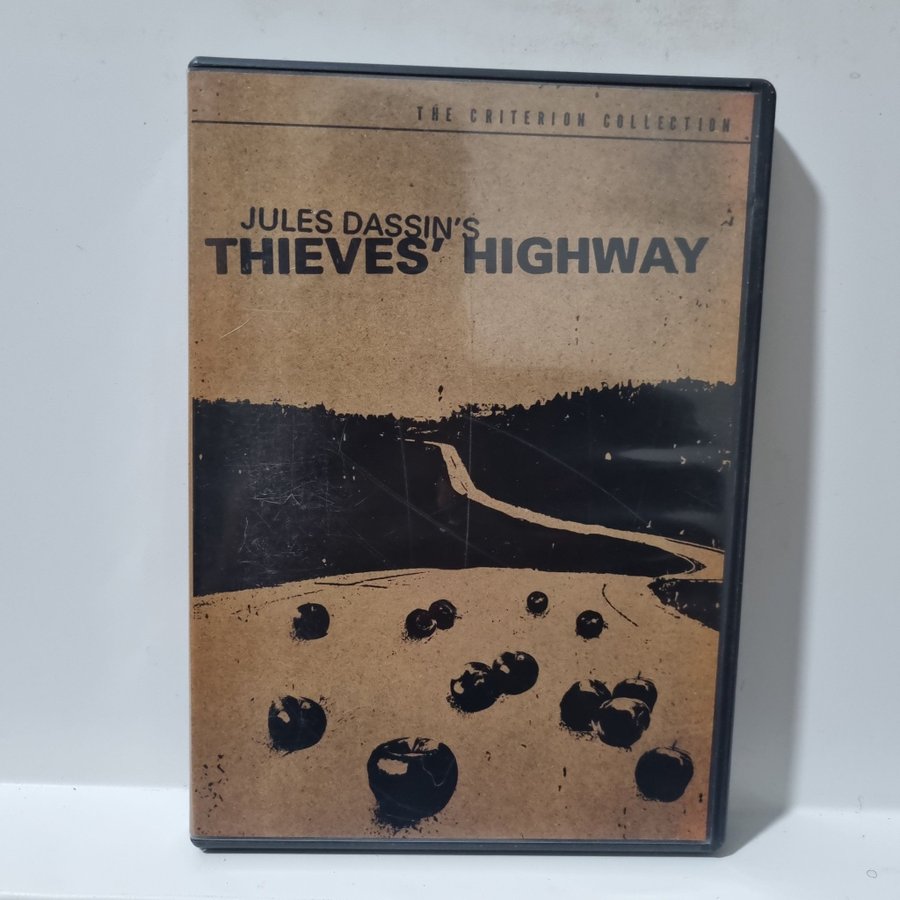 THE CRITERION COLLECTION
JULES DASSIN'S
THIEVES' HIGHWAY